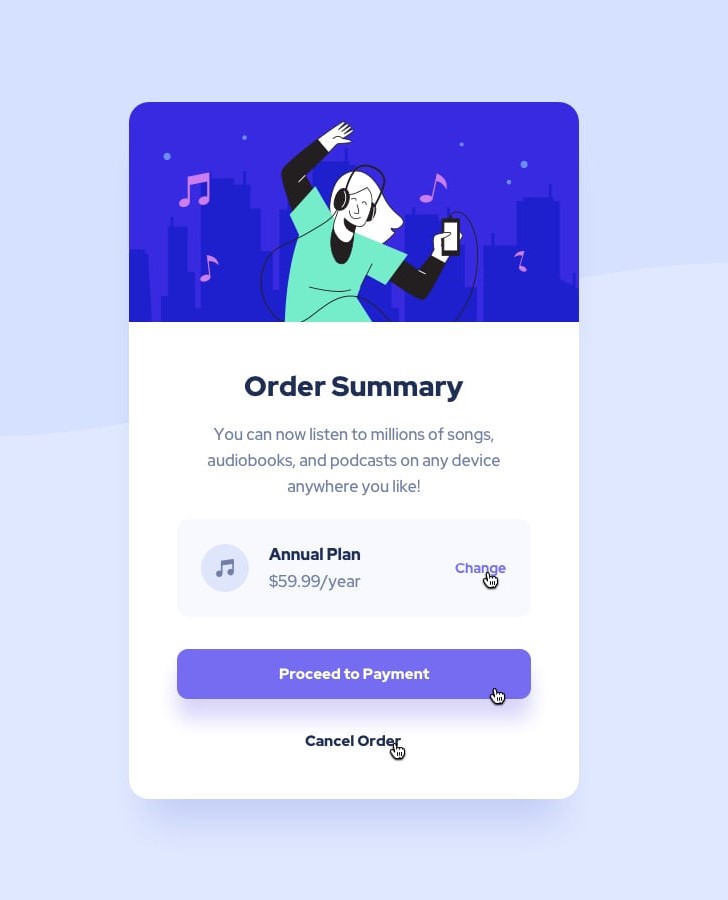 Order Summary
You can now listen to millions of songs,
audiobooks, and podcasts on any device
anywhere you like!
Annual Plan
$59.99/year
Change
Proceed to Payment
Cancel Order